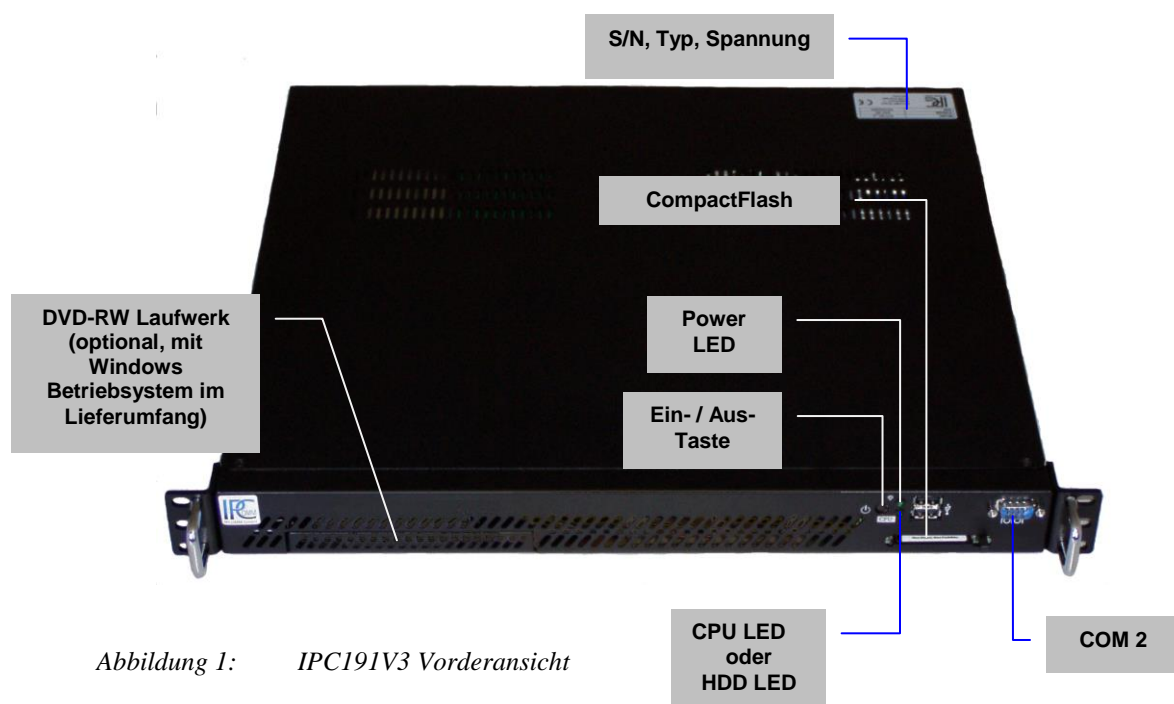 S/N, Typ, Spannung
CompactFlash
DVD-RW Laufwerk
(optional, mit
Windows
Betriebsystem im
Lieferumfang)
Power
LED
Ein- / Aus-
Taste
IPC
CPU LED
oder
HDD LED
COM 2
Abbildung 1: IPC191V3 Vorderansicht